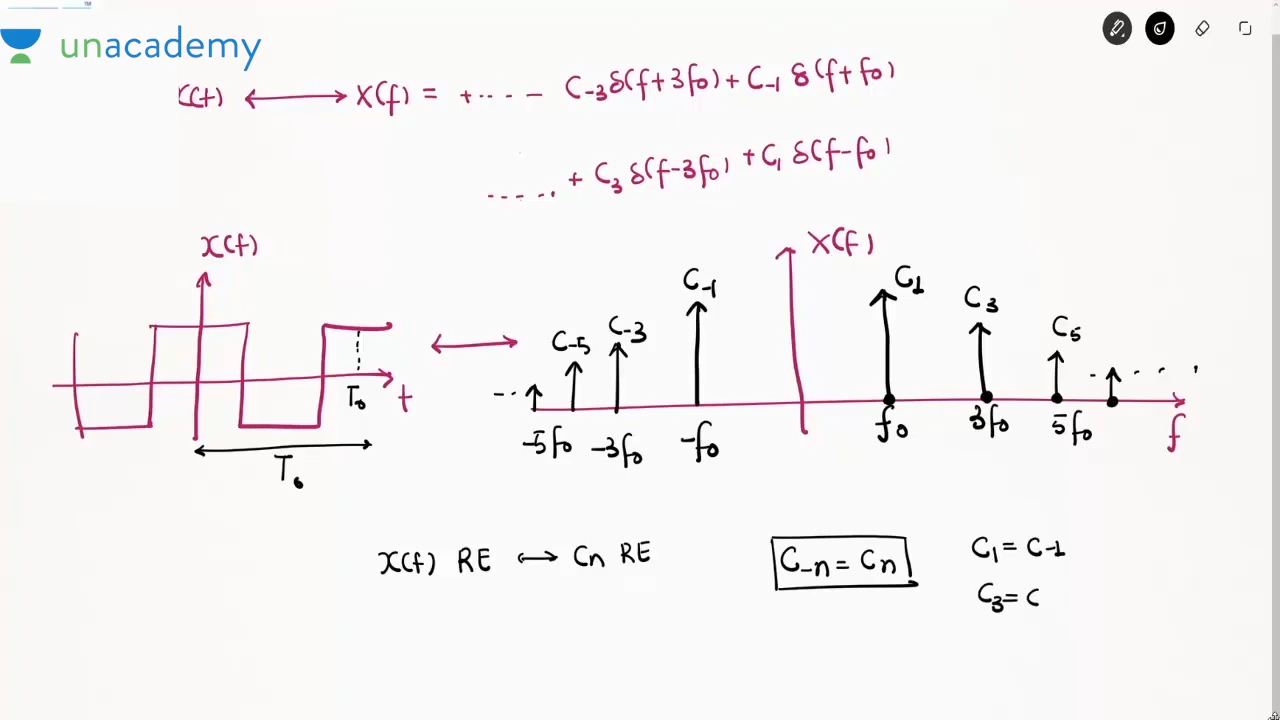 unacademy
x(t) ⟷ X(f) = + .... - C-3 δ(f+3f0) + C-1 δ(f+f0)
...... + C3 δ(f-3f0) + C1 δ(f-f0)
x(t)
T0
t
T0
X(f)
C-5 C-3 C-1 C1 C3 C5
... -5f0 -3f0 -f0 f0 3f0 5f0 ..... f
x(t) RE ⟷ Cn RE
C-n = Cn
C1 = C-1
C3 = C